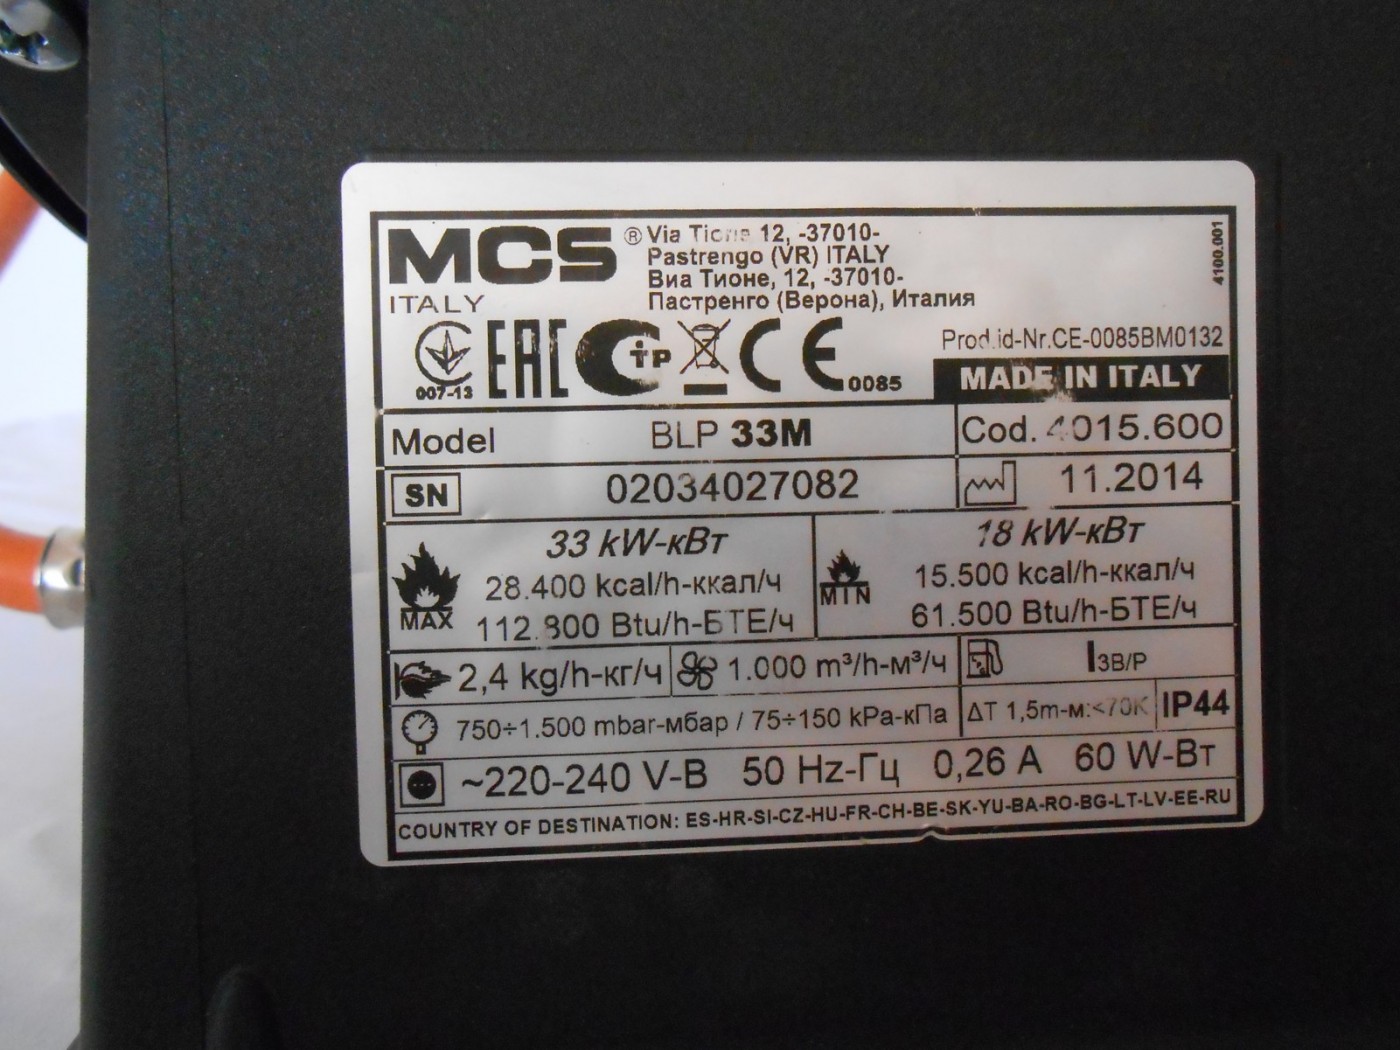 MCS ® Via Tione 12, -37010-
ITALY Pastrengo (VR) ITALY
Виа Тионе, 12, -37010-
Пастренго (Верона), Италия
4100.001
007-13 EAC C тр CE 0085
Prod.id-Nr.CE-0085BM0132
MADE IN ITALY
Model BLP 33M Cod. 4015.600
SN 02034027082 11.2014
MAX 33 kW-кВт
28.400 kcal/h-ккал/ч
112.800 Btu/h-БТЕ/ч
MIN 18 kW-кВт
15.500 kcal/h-ккал/ч
61.500 Btu/h-БТЕ/ч
2,4 kg/h-кг/ч 1.000 m³/h-м³/ч I3B/P
750÷1.500 mbar-мбар / 75÷150 kPa-кПа ΔT 1,5m-м:<70K IP44
~220-240 V-В 50 Hz-Гц 0,26 A 60 W-Вт
COUNTRY OF DESTINATION: ES-HR-SI-CZ-HU-FR-CH-BE-SK-YU-BA-RO-BG-LT-LV-EE-RU